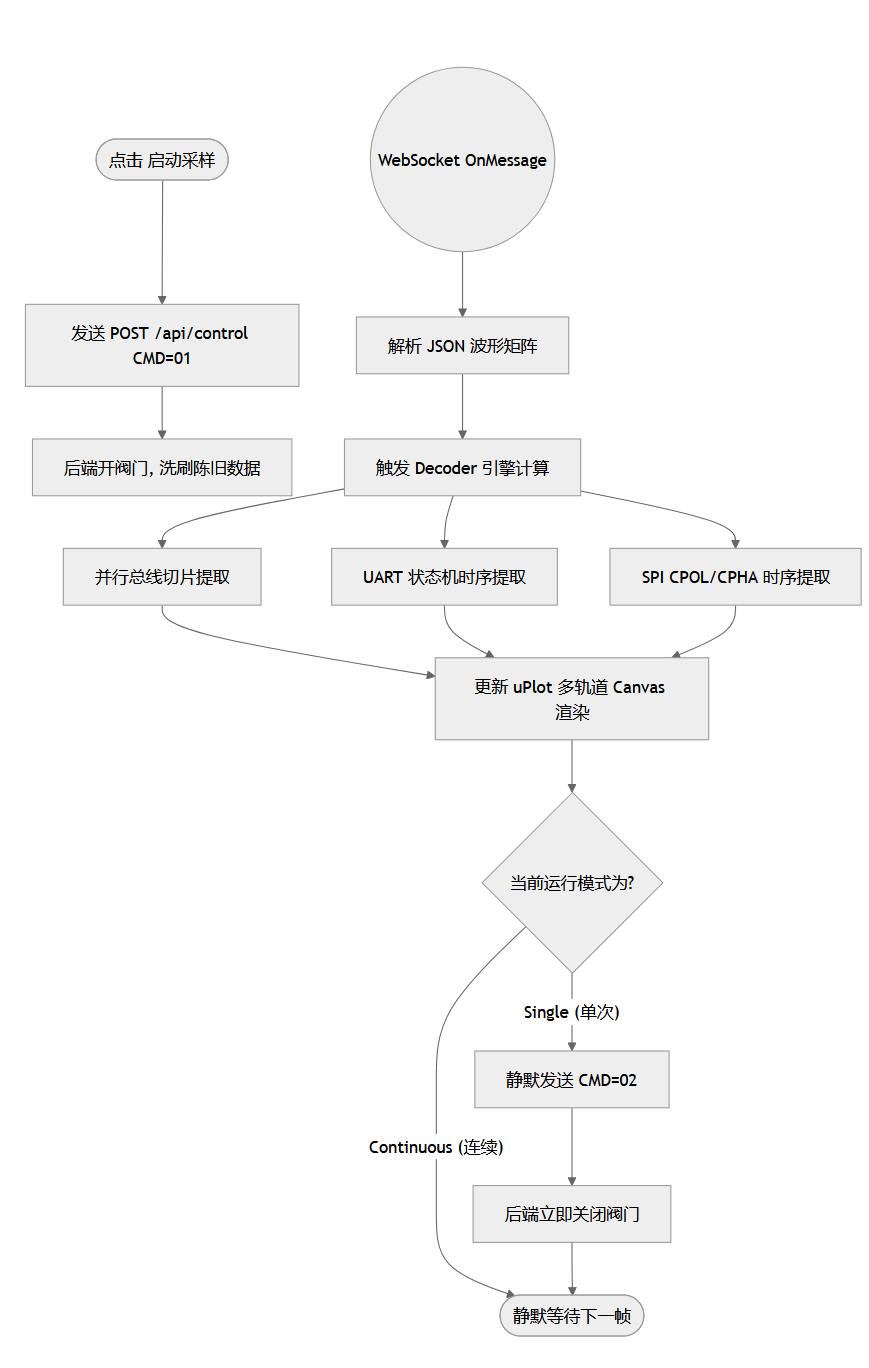 点击 启动采样
WebSocket OnMessage
发送 POST /api/control
CMD=01
解析 JSON 波形矩阵
后端开阀门, 洗刷陈旧数据
触发 Decoder 引擎计算
并行总线切片提取
UART 状态机时序提取
SPI CPOL/CPHA 时序提取
更新 uPlot 多轨道 Canvas
渲染
当前运行模式为?
Single (单次)
静默发送 CMD=02
Continuous (连续)
后端立即关闭阀门
静默等待下一帧